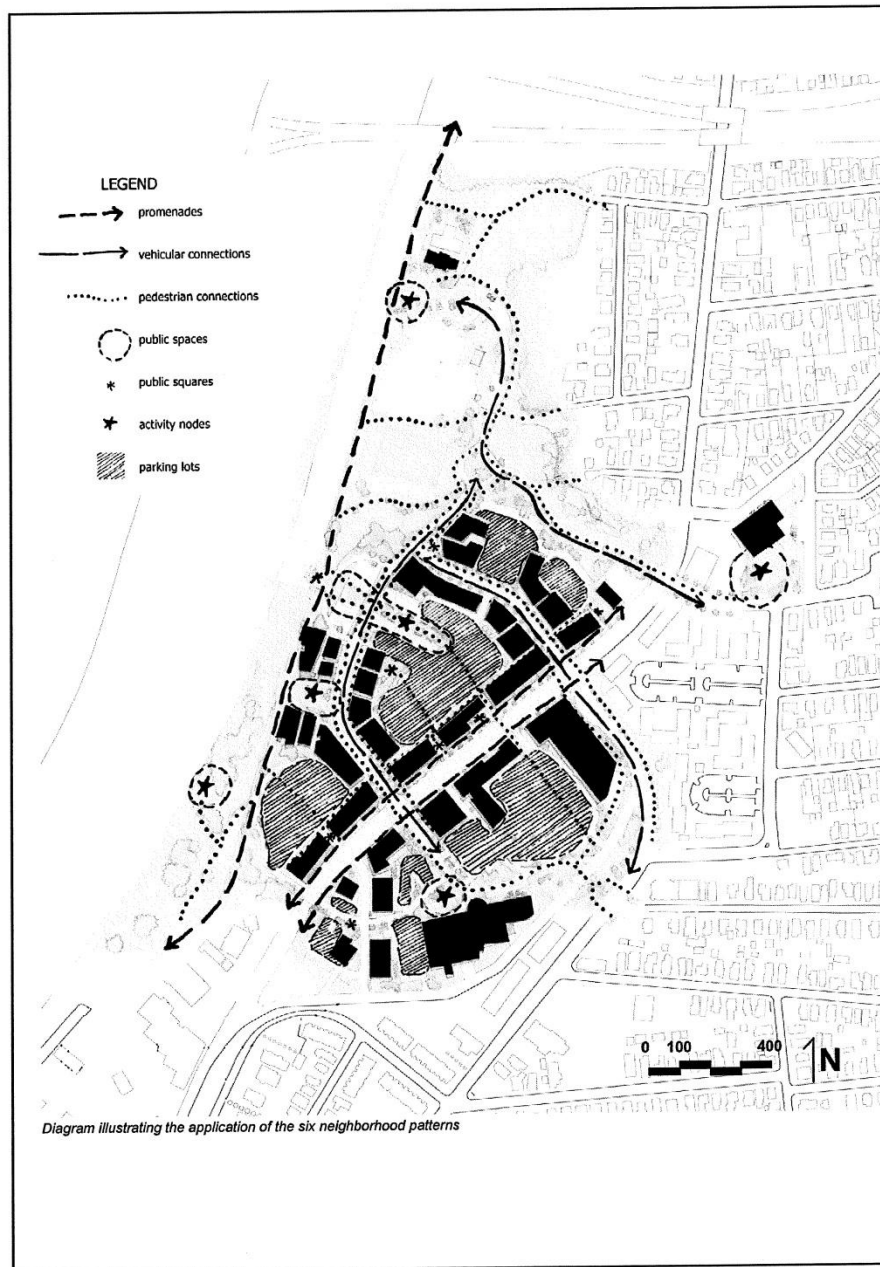 LEGEND
promenades
vehicular connections
pedestrian connections
public spaces
public squares
activity nodes
parking lots
0 100 400
N
Diagram illustrating the application of the six neighborhood patterns